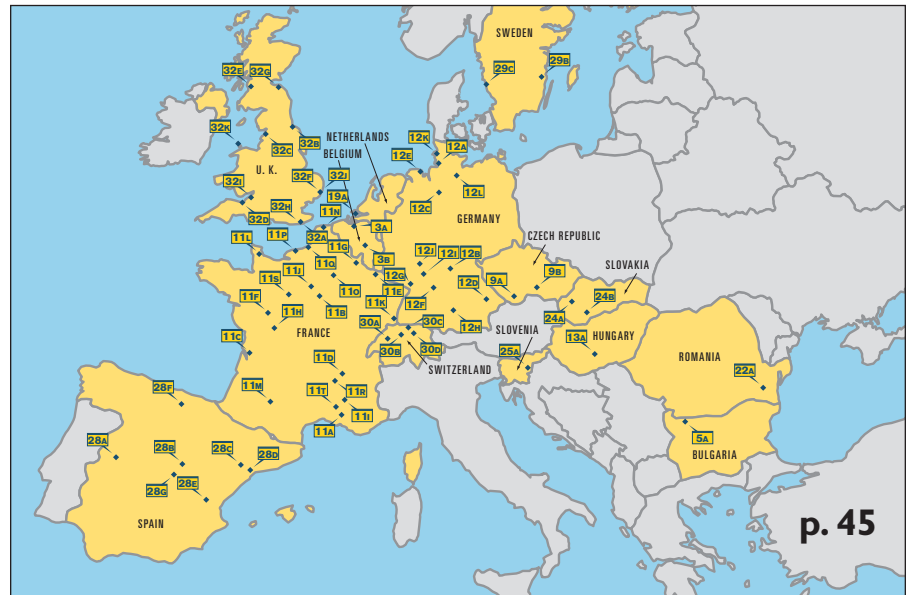 SWEDEN
32E
32G
29C
29B
32K
32B
NETHERLANDS
12K
12A
32C
BELGIUM
12E
U. K.
32F
32J
32I
19A
12L
32H
11N
12C
32D
3A
GERMANY
11P
32A
11L
11G
CZECH REPUBLIC
11Q
3B
12J
12I
12B
11S
11J
12G
9A
9B
SLOVAKIA
11O
11E
12D
24B
11F
11K
12F
11H
11B
30A
30C
12H
24A
SLOVENIA
HUNGARY
FRANCE
13A
11C
30B
30D
25A
ROMANIA
11D
SWITZERLAND
28F
11M
11T
11R
22A
11I
11A
28A
28B
28C
28D
5A
BULGARIA
28G
28E
SPAIN
p. 45